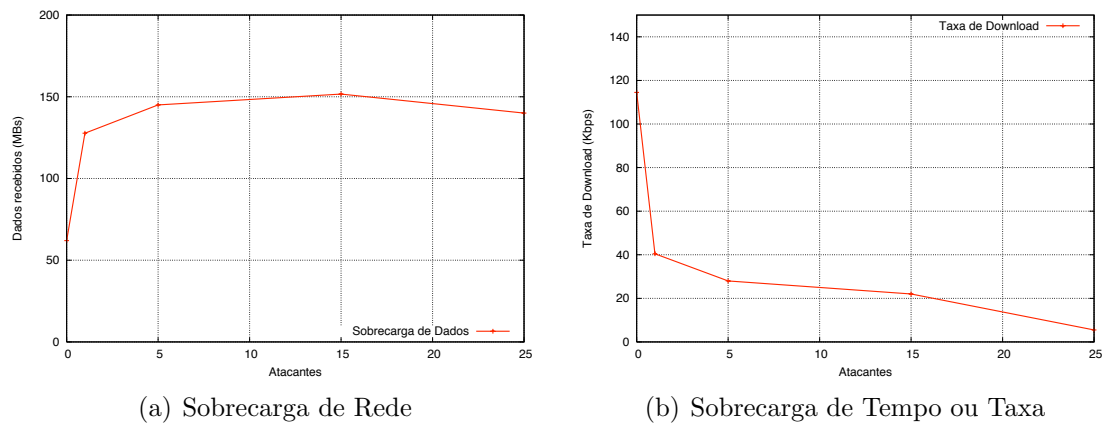 200
150
100
50
0
Dados recebidos (MBs)
Sobrecarga de Dados
0 5 10 15 20 25
Atacantes
(a) Sobrecarga de Rede
140
120
100
80
60
40
20
0
Taxa de Download (Kbps)
Taxa de Download
0 5 10 15 20 25
Atacantes
(b) Sobrecarga de Tempo ou Taxa